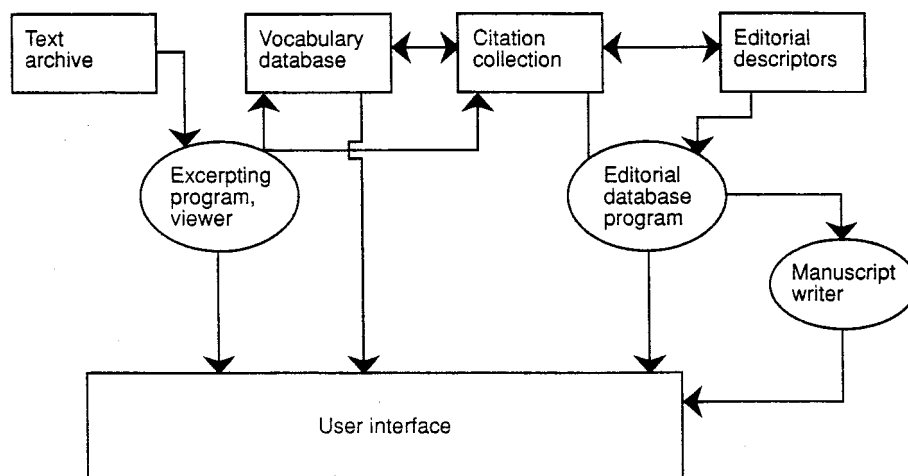 Text
archive
Vocabulary
database
Citation
collection
Editorial
descriptors
Excerpting
program,
viewer
Editorial
database
program
Manuscript
writer
User interface